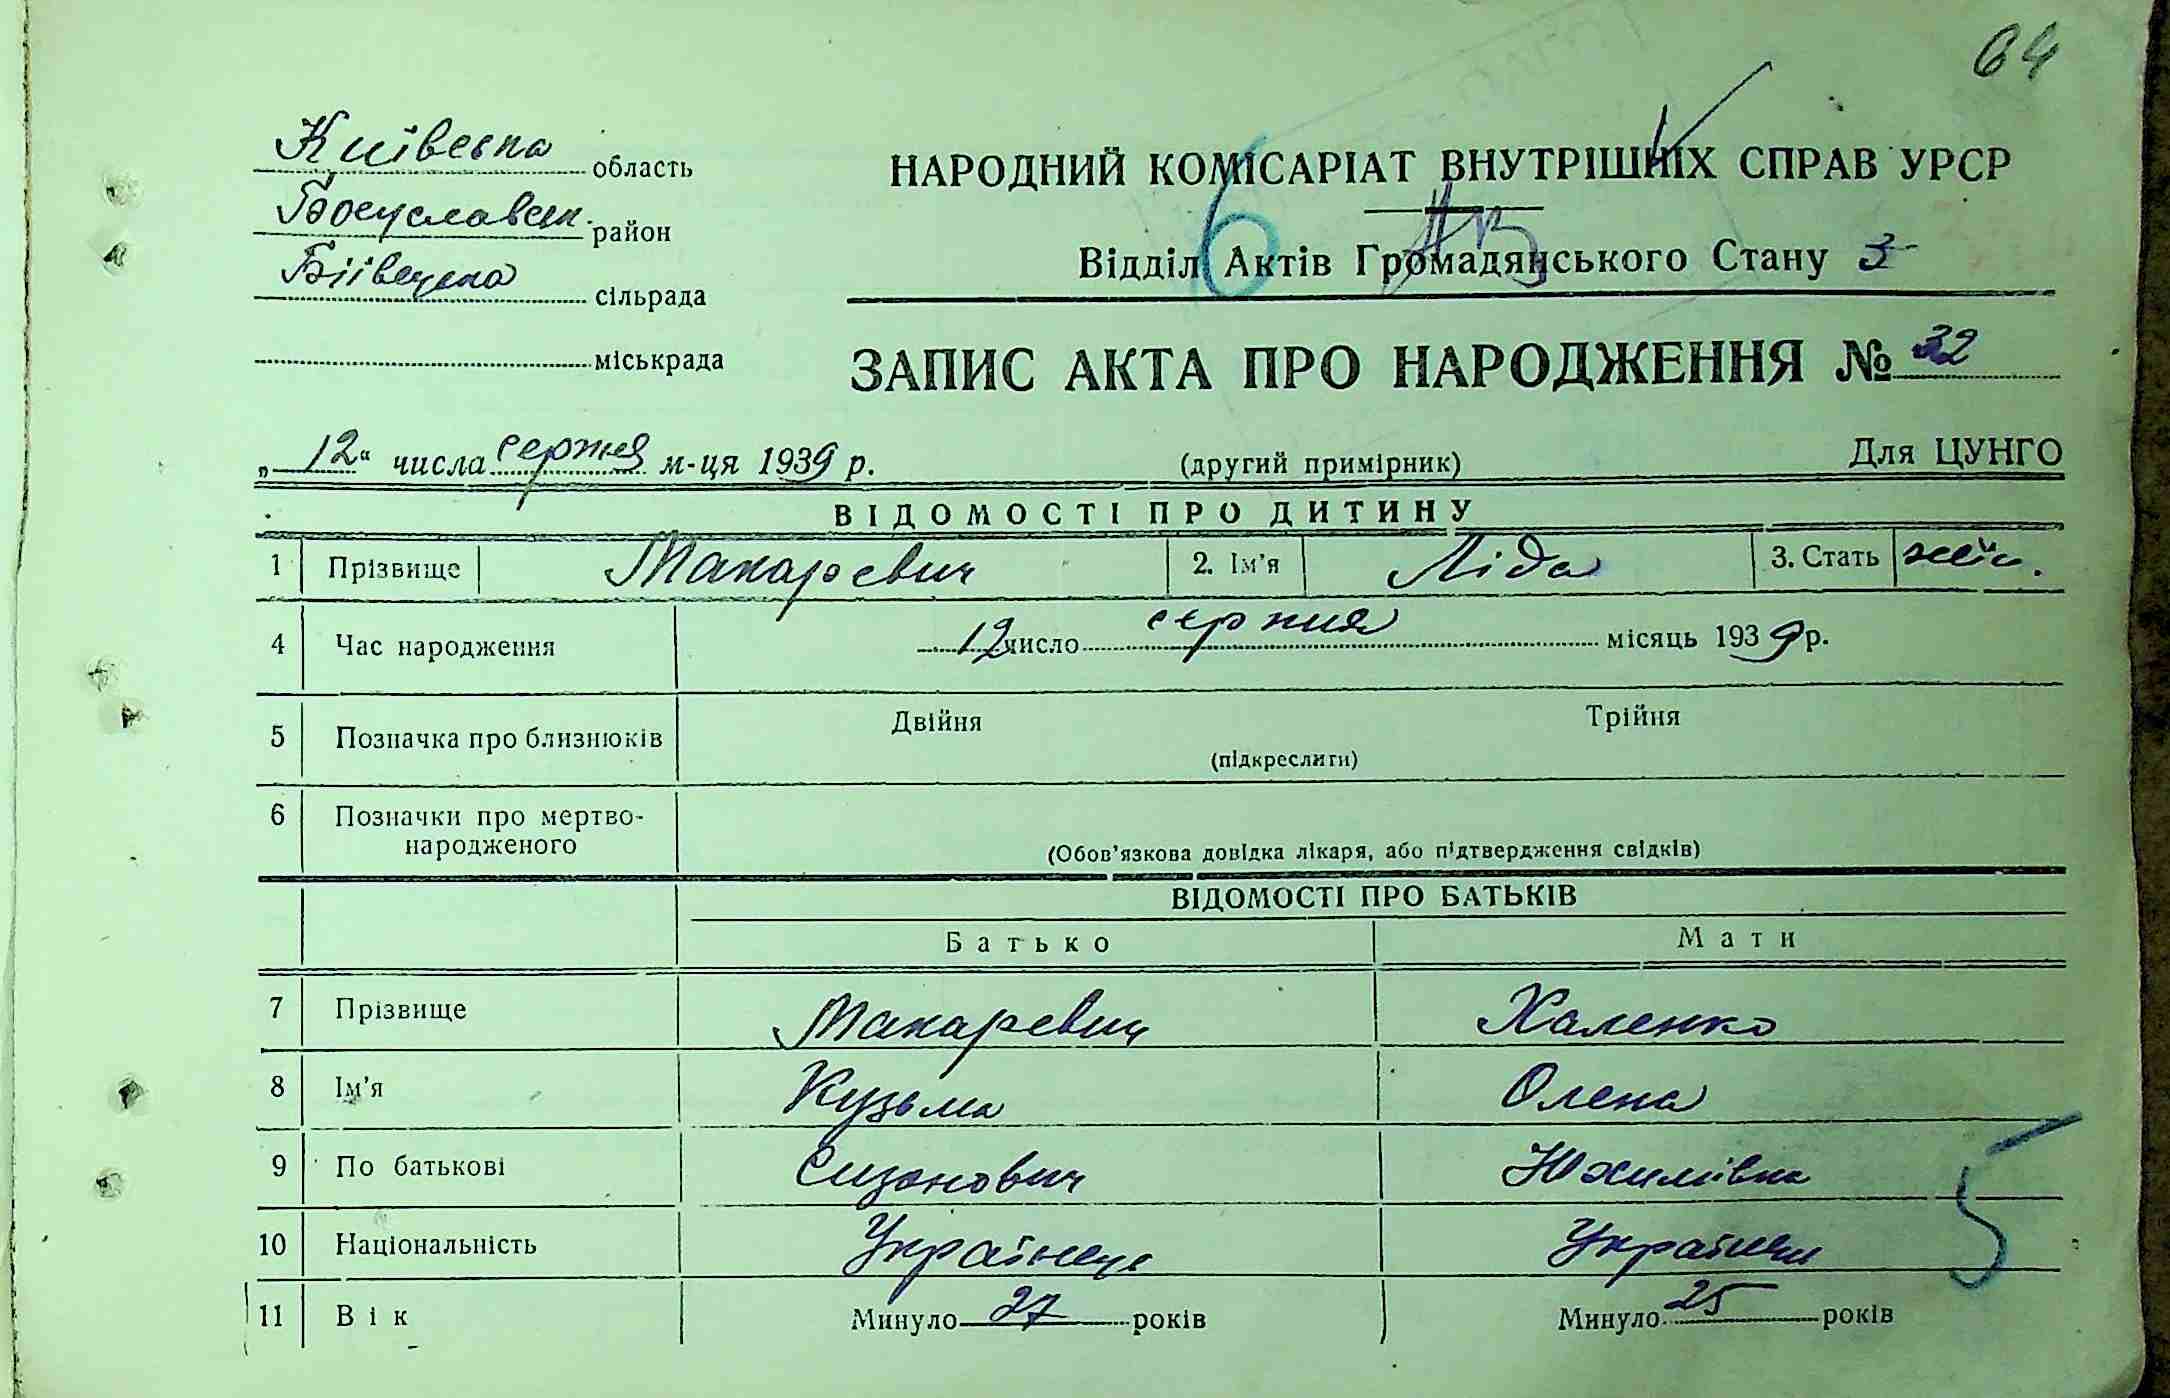 64
Київська область
Богуславськ. район
Біївецька сільрада
міськрада
НАРОДНИЙ КОМІСАРІАТ ВНУТРІШНІХ СПРАВ УРСР
6
Відділ Актів Громадянського Стану 3
ЗАПИС АКТА ПРО НАРОДЖЕННЯ № 32
„12“ числа серпня м-ця 1939 р. (другий примірник) Для ЦУНГО
ВІДОМОСТІ ПРО ДИТИНУ
1 Прізвище Макаревич 2. Ім’я Ліда 3. Стать жін.
4 Час народження 12 число серпня місяць 1939 р.
5 Позначка про близнюків Двійня Трійня
(підкреслити)
6 Позначки про мертво-
народженого (Обов’язкова довідка лікаря, або підтвердження свідків)
ВІДОМОСТІ ПРО БАТЬКІВ
Батько Мати
7 Прізвище Макаревич Халенко
8 Ім’я Кузьма Олена
9 По батькові Сизонович Юхимівна
10 Національність Українець Українка
5
11 Вік Минуло 27 років Минуло 25 років